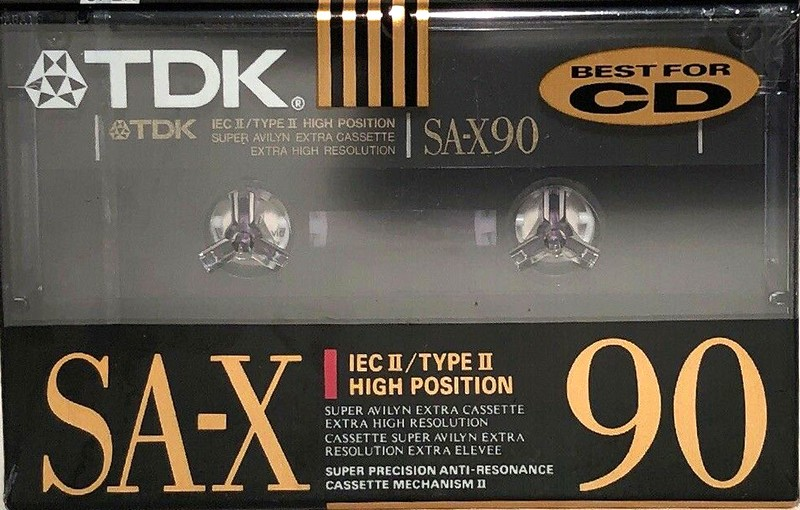 TDK®
BEST FOR
CD
TDK
IEC II/TYPE II HIGH POSITION
SUPER AVILYN EXTRA CASSETTE
EXTRA HIGH RESOLUTION
SA-X90
SA-X
IEC II/TYPE II
HIGH POSITION
SUPER AVILYN EXTRA CASSETTE
EXTRA HIGH RESOLUTION
CASSETTE SUPER AVILYN EXTRA
RESOLUTION EXTRA ELEVEE
SUPER PRECISION ANTI-RESONANCE
CASSETTE MECHANISM II
90